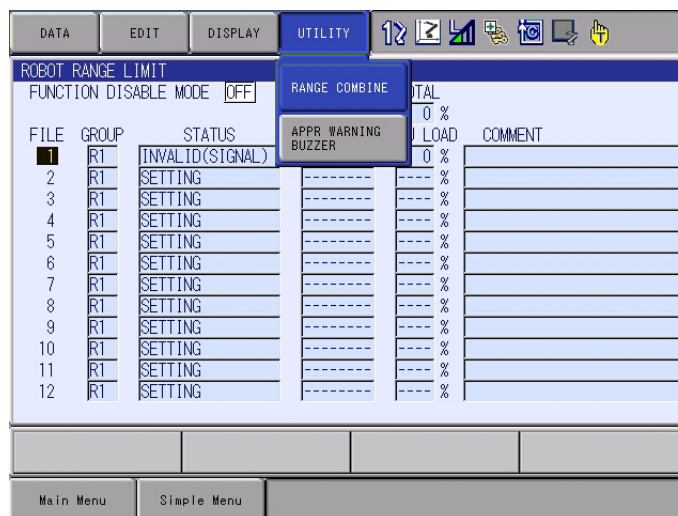 DATA EDIT DISPLAY UTILITY
ROBOT RANGE LIMIT
FUNCTION DISABLE MODE OFF
RANGE COMBINE
0 %
APPR WARNING
BUZZER
FILE GROUP STATUS LOAD COMMENT
1 R1 INVALID(SIGNAL) 0 %
2 R1 SETTING -------- ---- %
3 R1 SETTING -------- ---- %
4 R1 SETTING -------- ---- %
5 R1 SETTING -------- ---- %
6 R1 SETTING -------- ---- %
7 R1 SETTING -------- ---- %
8 R1 SETTING -------- ---- %
9 R1 SETTING -------- ---- %
10 R1 SETTING -------- ---- %
11 R1 SETTING -------- ---- %
12 R1 SETTING -------- ---- %
Main Menu Simple Menu